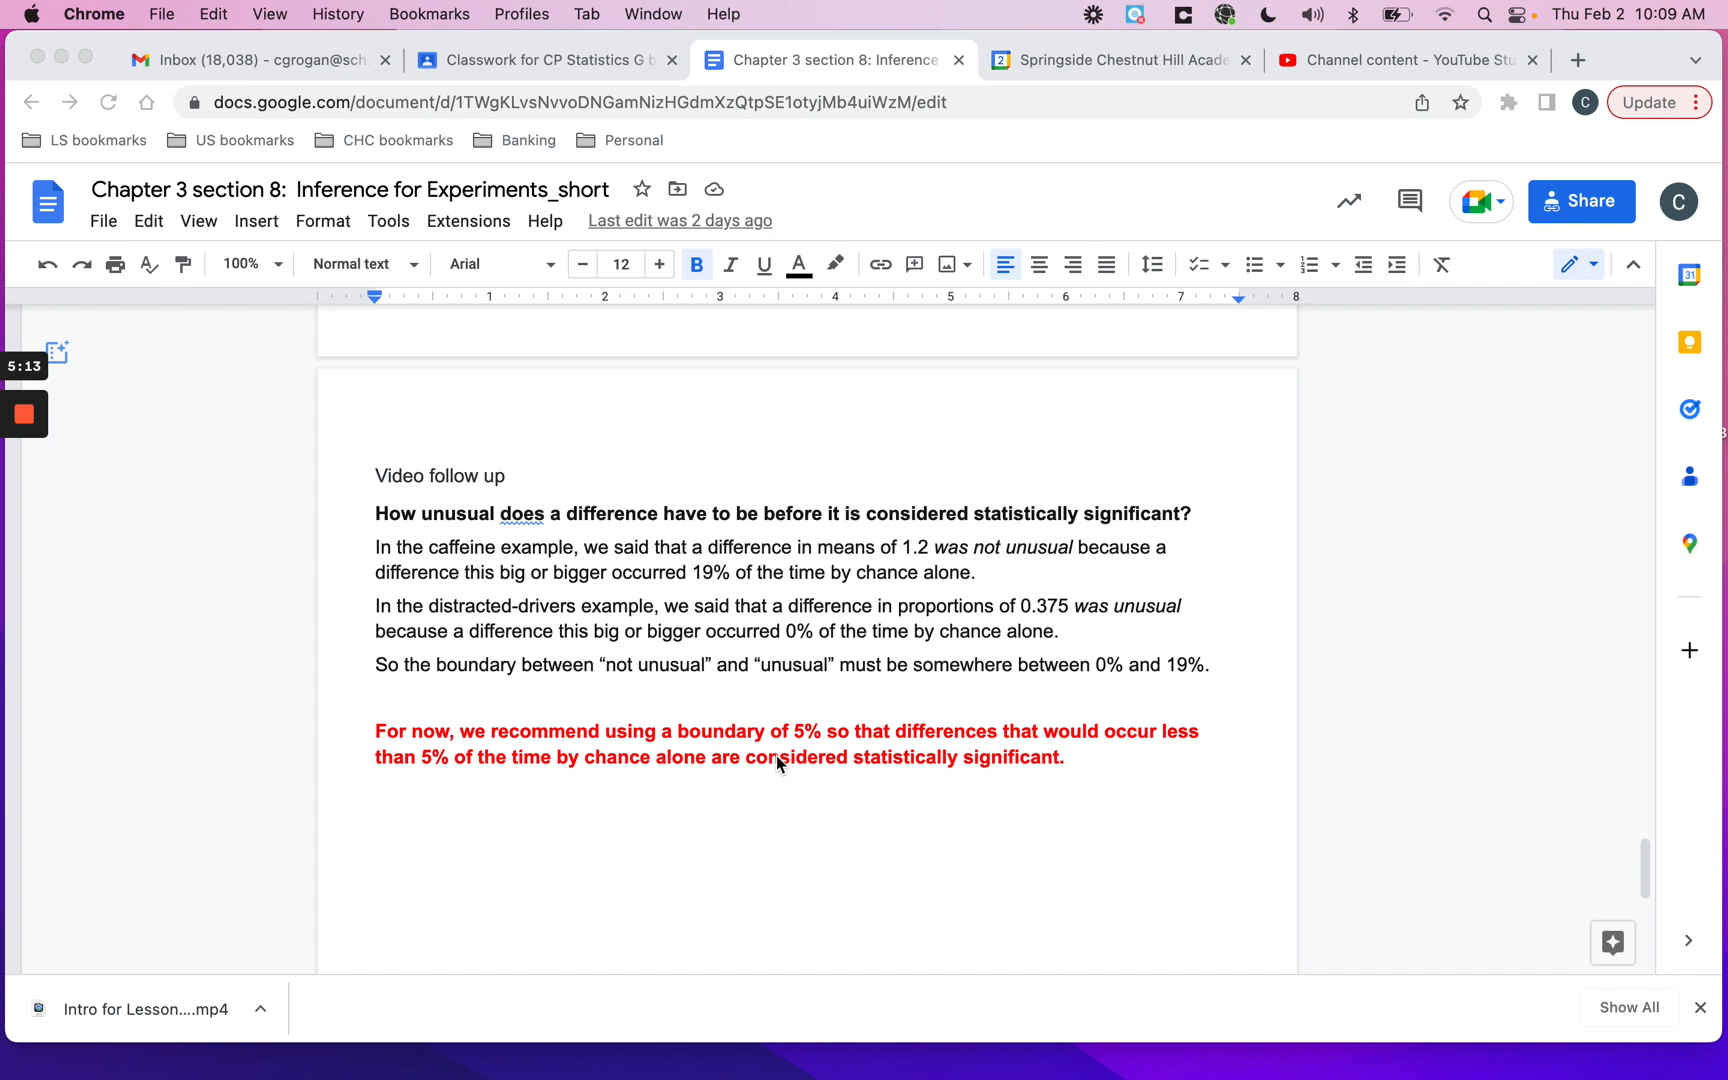 Chrome File Edit View History Bookmarks Profiles Tab Window Help
Thu Feb 2 10:09 AM
Inbox (18,038) - cgrogan@sch
Classwork for CP Statistics G b
Chapter 3 section 8: Inference
2
Springside Chestnut Hill Acade
Channel content - YouTube Stu
docs.google.com/document/d/1TWgKLvsNvvoDNGamNizHGdmXzQtpSE1otyjMb4uiWzM/edit
C
Update
LS bookmarks US bookmarks CHC bookmarks Banking Personal
Chapter 3 section 8: Inference for Experiments_short
File Edit View Insert Format Tools Extensions Help Last edit was 2 days ago
Share
C
100% Normal text Arial 12 B I U A
31
1 2 3 4 5 6 7 8
5:13
Video follow up
How unusual does a difference have to be before it is considered statistically significant?
In the caffeine example, we said that a difference in means of 1.2 was not unusual because a
difference this big or bigger occurred 19% of the time by chance alone.
In the distracted-drivers example, we said that a difference in proportions of 0.375 was unusual
because a difference this big or bigger occurred 0% of the time by chance alone.
So the boundary between “not unusual” and “unusual” must be somewhere between 0% and 19%.
For now, we recommend using a boundary of 5% so that differences that would occur less
than 5% of the time by chance alone are considered statistically significant.
Intro for Lesson....mp4
Show All